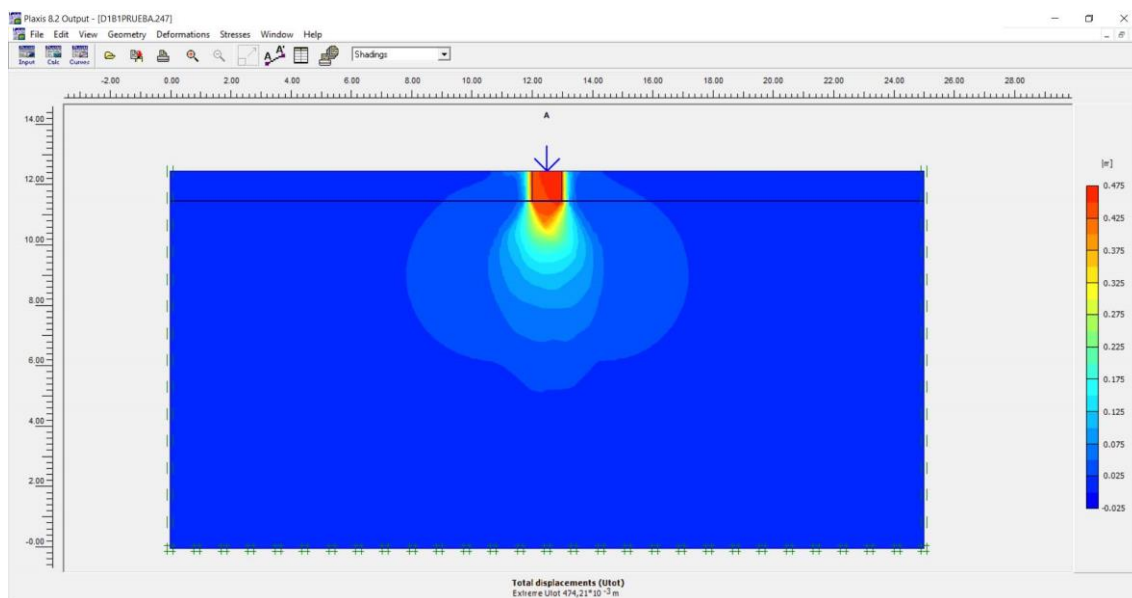 Plaxis 8.2 Output - [D1B1PRUEBA.247]
File Edit View Geometry Deformations Stresses Window Help
Input Calc Curves A A' Shadings
-2.00 0.00 2.00 4.00 6.00 8.00 10.00 12.00 14.00 16.00 18.00 20.00 22.00 24.00 26.00 28.00
14.00
12.00
10.00
8.00
6.00
4.00
2.00
-0.00
A
0.475
0.425
0.375
0.325
0.275
0.225
0.175
0.125
0.075
0.025
-0.025
Total displacements (Utot)
Extreme Utot 474,21*10 -3 m